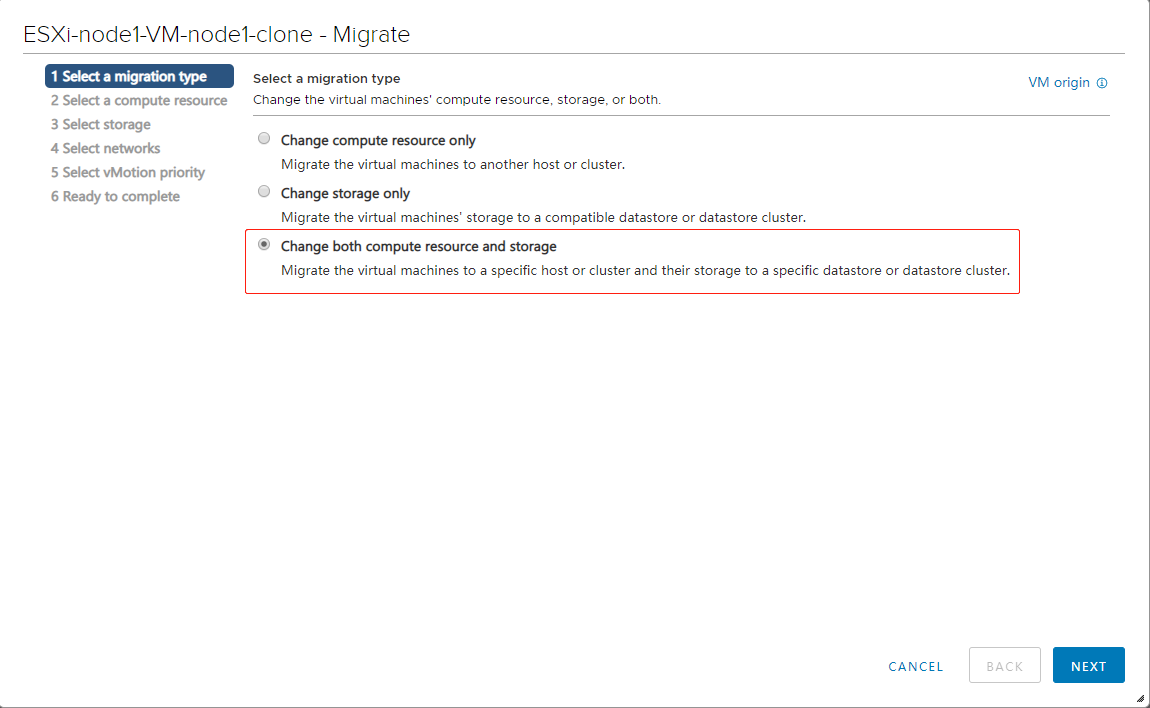 ESXi-node1-VM-node1-clone - Migrate
1 Select a migration type
2 Select a compute resource
3 Select storage
4 Select networks
5 Select vMotion priority
6 Ready to complete
Select a migration type
Change the virtual machines' compute resource, storage, or both.
VM origin
Change compute resource only
Migrate the virtual machines to another host or cluster.
Change storage only
Migrate the virtual machines' storage to a compatible datastore or datastore cluster.
Change both compute resource and storage
Migrate the virtual machines to a specific host or cluster and their storage to a specific datastore or datastore cluster.
CANCEL
BACK
NEXT